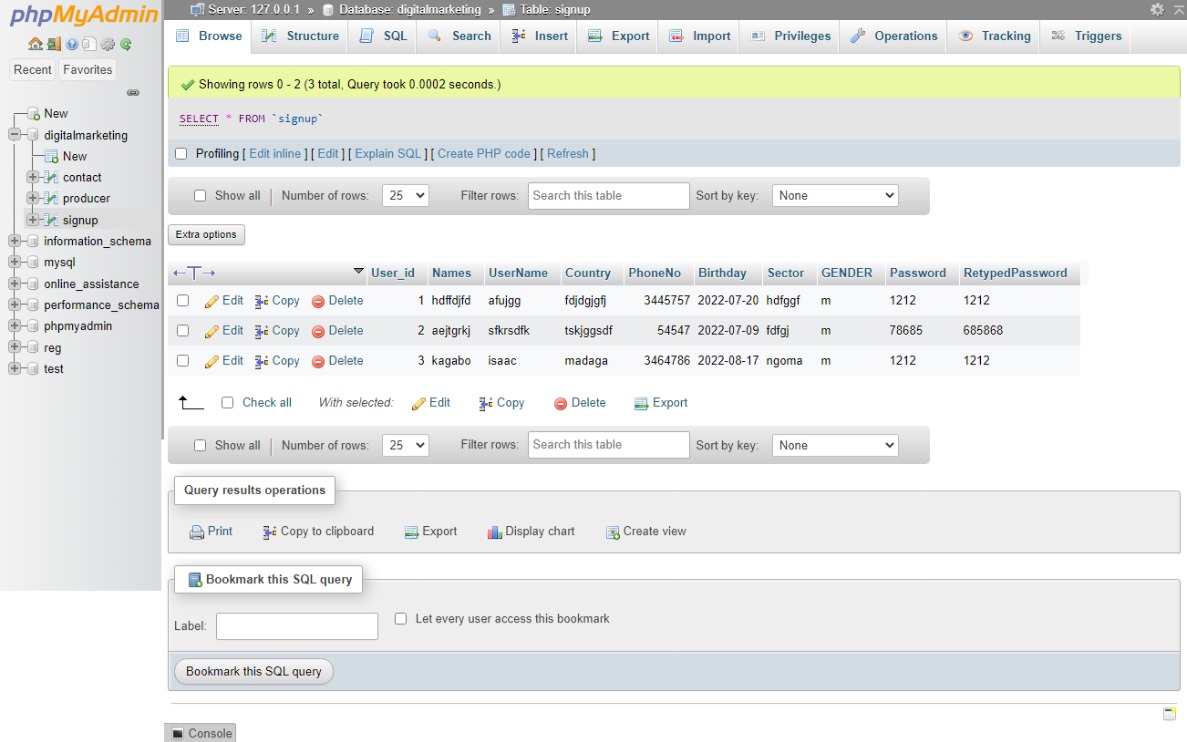 phpMyAdmin
Server: 127.0.0.1 » Database: digitalmarketing » Table: signup
Browse Structure SQL Search Insert Export Import Privileges Operations Tracking Triggers
Recent Favorites
New
digitalmarketing
New
contact
producer
signup
information_schema
mysql
online_assistance
performance_schema
phpmyadmin
reg
test
Showing rows 0 - 2 (3 total, Query took 0.0002 seconds.)
SELECT * FROM `signup`
Profiling [ Edit inline ] [ Edit ] [ Explain SQL ] [ Create PHP code ] [ Refresh ]
Show all | Number of rows: 25 Filter rows: Search this table Sort by key: None
Extra options
←T→ User_id Names UserName Country PhoneNo Birthday Sector GENDER Password RetypedPassword
Edit Copy Delete 1 hdffdjfd afujgg fdjdgjgfj 3445757 2022-07-20 hdfggf m 1212 1212
Edit Copy Delete 2 aejtgrkj sfkrsdfk tskjggsdf 54547 2022-07-09 fdfgj m 78685 685868
Edit Copy Delete 3 kagabo isaac madaga 3464786 2022-08-17 ngoma m 1212 1212
Check all With selected: Edit Copy Delete Export
Show all | Number of rows: 25 Filter rows: Search this table Sort by key: None
Query results operations
Print Copy to clipboard Export Display chart Create view
Bookmark this SQL query
Label: Let every user access this bookmark
Bookmark this SQL query
Console